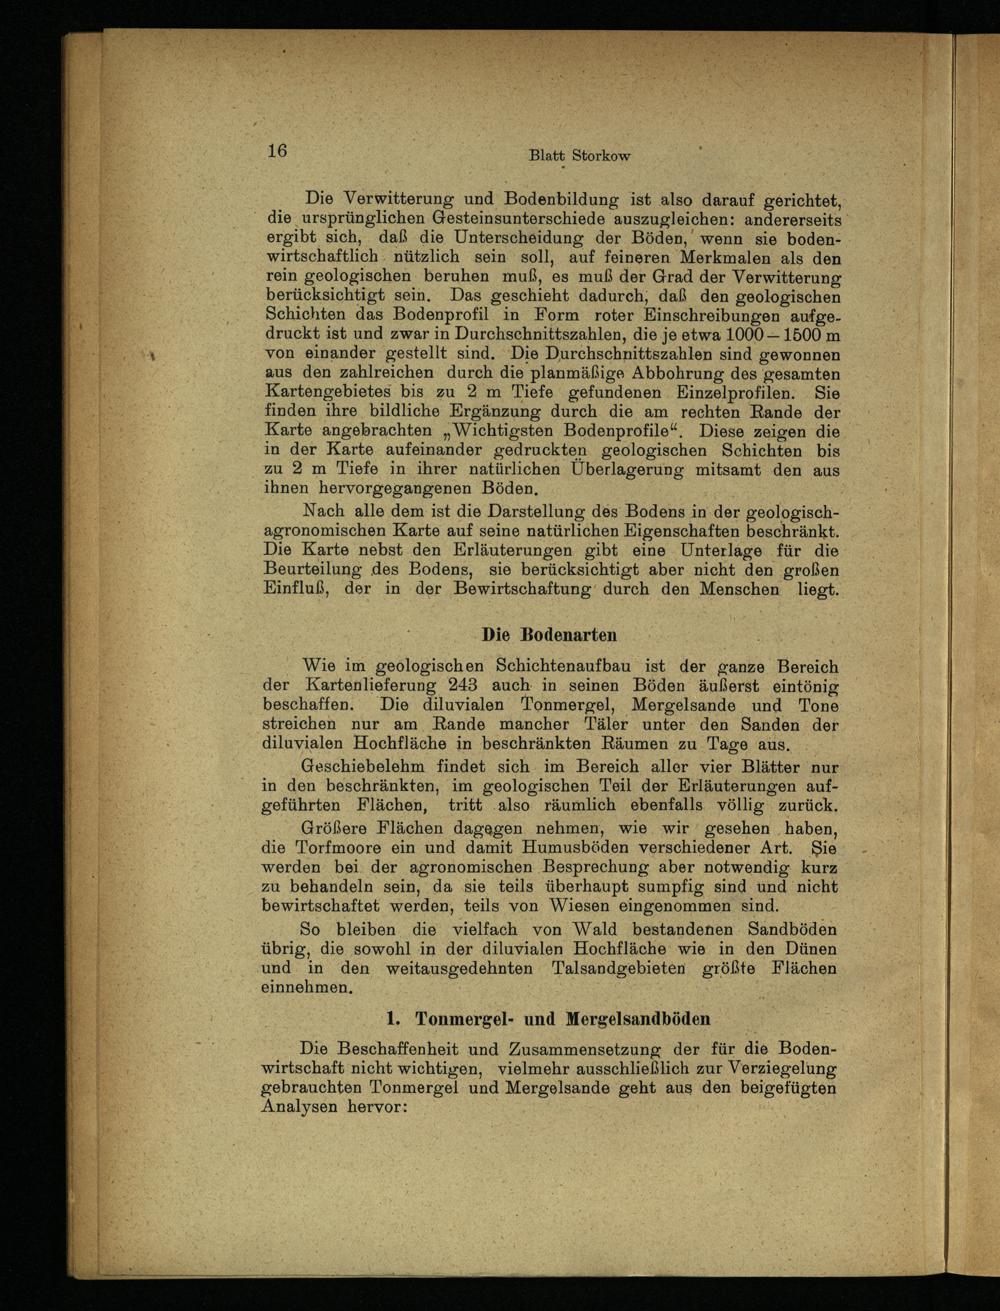 16
Blatt Storkow
Die Verwitterung und Bodenbildung ist also darauf gerichtet,
die ursprünglichen Gesteinsunterschiede auszugleichen: andererseits
ergibt sich, daß die Unterscheidung der Böden, wenn sie boden-
wirtschaftlich nützlich sein soll, auf feineren Merkmalen als den
rein geologischen beruhen muß, es muß der Grad der Verwitterung
berücksichtigt sein. Das geschieht dadurch, daß den geologischen
Schichten das Bodenprofil in Form roter Einschreibungen aufge-
druckt ist und zwar in Durchschnittszahlen, die je etwa 1000 – 1500 m
von einander gestellt sind. Die Durchschnittszahlen sind gewonnen
aus den zahlreichen durch die planmäßige Abbohrung des gesamten
Kartengebietes bis zu 2 m Tiefe gefundenen Einzelprofilen. Sie
finden ihre bildliche Ergänzung durch die am rechten Rande der
Karte angebrachten „Wichtigsten Bodenprofile“. Diese zeigen die
in der Karte aufeinander gedruckten geologischen Schichten bis
zu 2 m Tiefe in ihrer natürlichen Überlagerung mitsamt den aus
ihnen hervorgegangenen Böden.
Nach alle dem ist die Darstellung des Bodens in der geologisch-
agronomischen Karte auf seine natürlichen Eigenschaften beschränkt.
Die Karte nebst den Erläuterungen gibt eine Unterlage für die
Beurteilung des Bodens, sie berücksichtigt aber nicht den großen
Einfluß, der in der Bewirtschaftung durch den Menschen liegt.
Die Bodenarten
Wie im geologischen Schichtenaufbau ist der ganze Bereich
der Kartenlieferung 243 auch in seinen Böden äußerst eintönig
beschaffen. Die diluvialen Tonmergel, Mergelsande und Tone
streichen nur am Rande mancher Täler unter den Sanden der
diluvialen Hochfläche in beschränkten Räumen zu Tage aus.
Geschiebelehm findet sich im Bereich aller vier Blätter nur
in den beschränkten, im geologischen Teil der Erläuterungen auf-
geführten Flächen, tritt also räumlich ebenfalls völlig zurück.
Größere Flächen dagegen nehmen, wie wir gesehen haben,
die Torfmoore ein und damit Humusböden verschiedener Art. Sie
werden bei der agronomischen Besprechung aber notwendig kurz
zu behandeln sein, da sie teils überhaupt sumpfig sind und nicht
bewirtschaftet werden, teils von Wiesen eingenommen sind.
So bleiben die vielfach von Wald bestandenen Sandböden
übrig, die sowohl in der diluvialen Hochfläche wie in den Dünen
und in den weitausgedehnten Talsandgebieten größte Flächen
einnehmen.
1. Tonmergel- und Mergelsandböden
Die Beschaffenheit und Zusammensetzung der für die Boden-
wirtschaft nicht wichtigen, vielmehr ausschließlich zur Verziegelung
gebrauchten Tonmergel und Mergelsande geht aus den beigefügten
Analysen hervor: